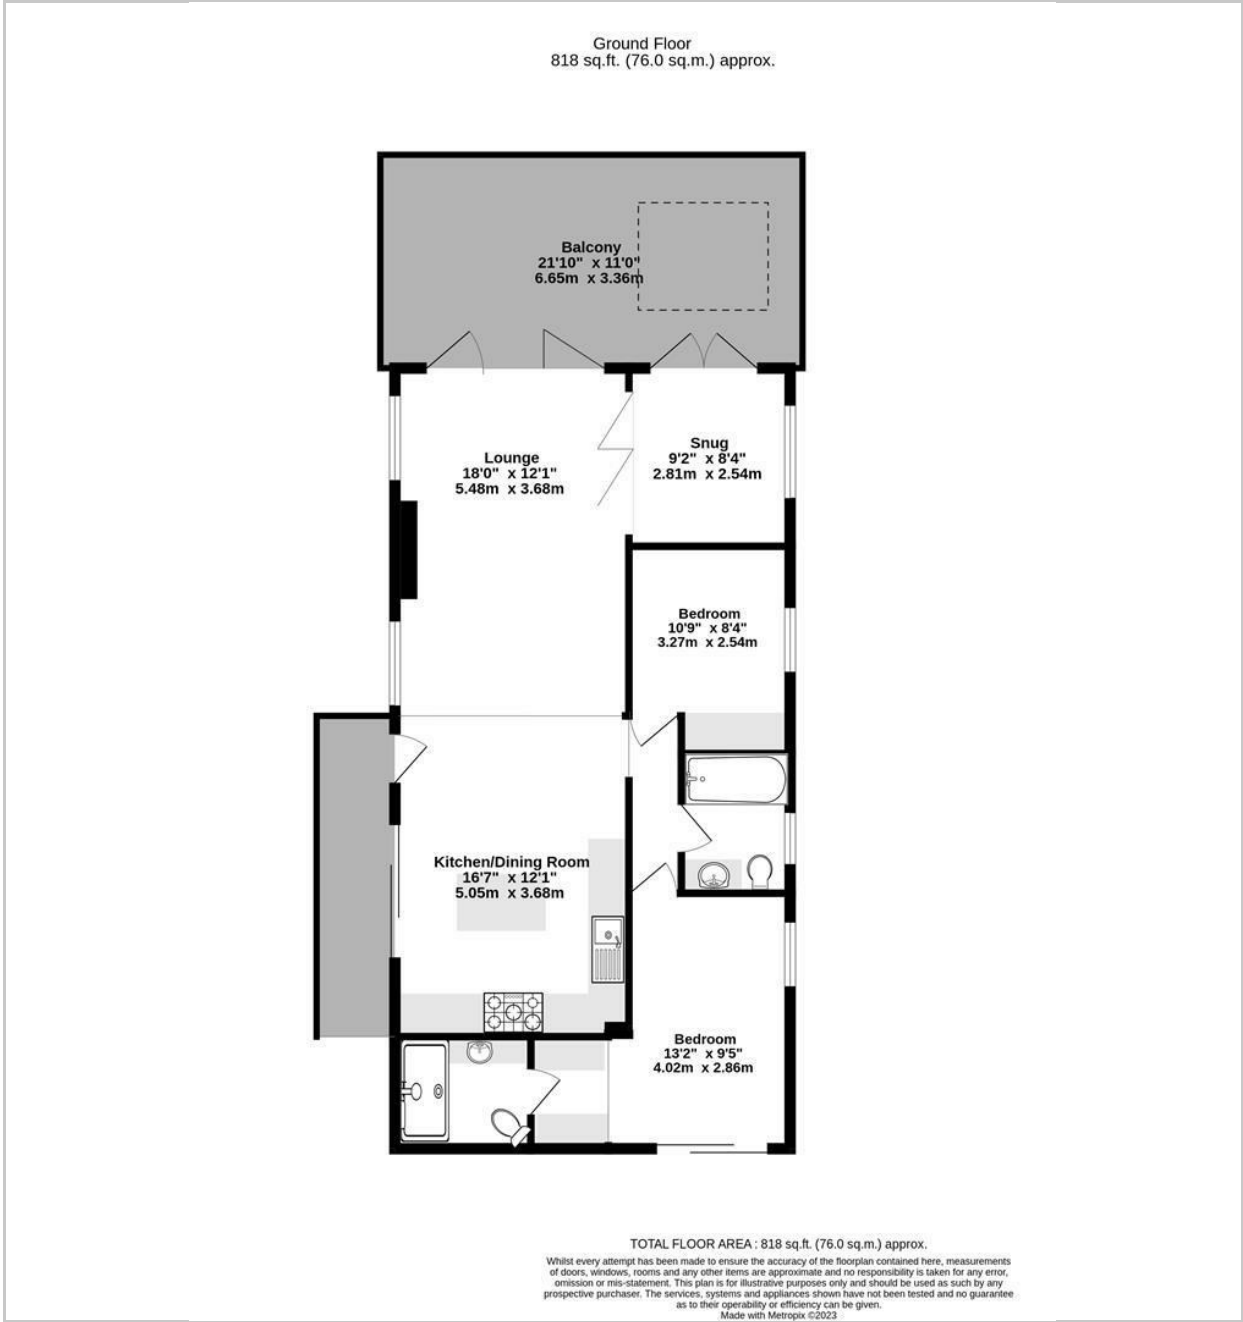 Ground Floor
818 sq.ft. (76.0 sq.m.) approx.
Balcony
21'10"  x 11'0"
6.65m  x 3.36m
Lounge
18'0"  x 12'1"
5.48m  x 3.68m
Snug
9'2"  x 8'4"
2.81m  x 2.54m
Bedroom
10'9"  x 8'4"
3.27m  x 2.54m
Kitchen/Dining Room
16'7"  x 12'1"
5.05m  x 3.68m
Bedroom
13'2"  x 9'5"
4.02m  x 2.86m
TOTAL FLOOR AREA : 818 sq.ft. (76.0 sq.m.) approx.
Whilst every attempt has been made to ensure the accuracy of the floorplan contained here, measurements
of doors, windows, rooms and any other items are approximate and no responsibility is taken for any error,
omission or mis-statement. This plan is for illustrative purposes only and should be used as such by any
prospective purchaser. The services, systems and appliances shown have not been tested and no guarantee
as to their operability or efficiency can be given.
Made with Metropix ©2023